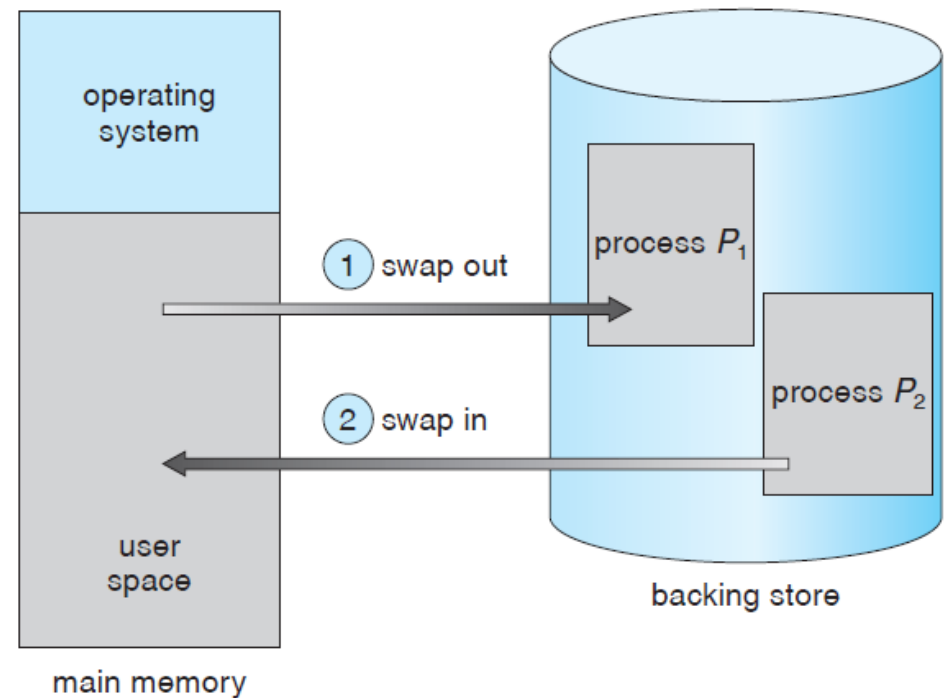 operating
system
1 swap out
process P₁
2 swap in
process P₂
user
space
backing store
main memory